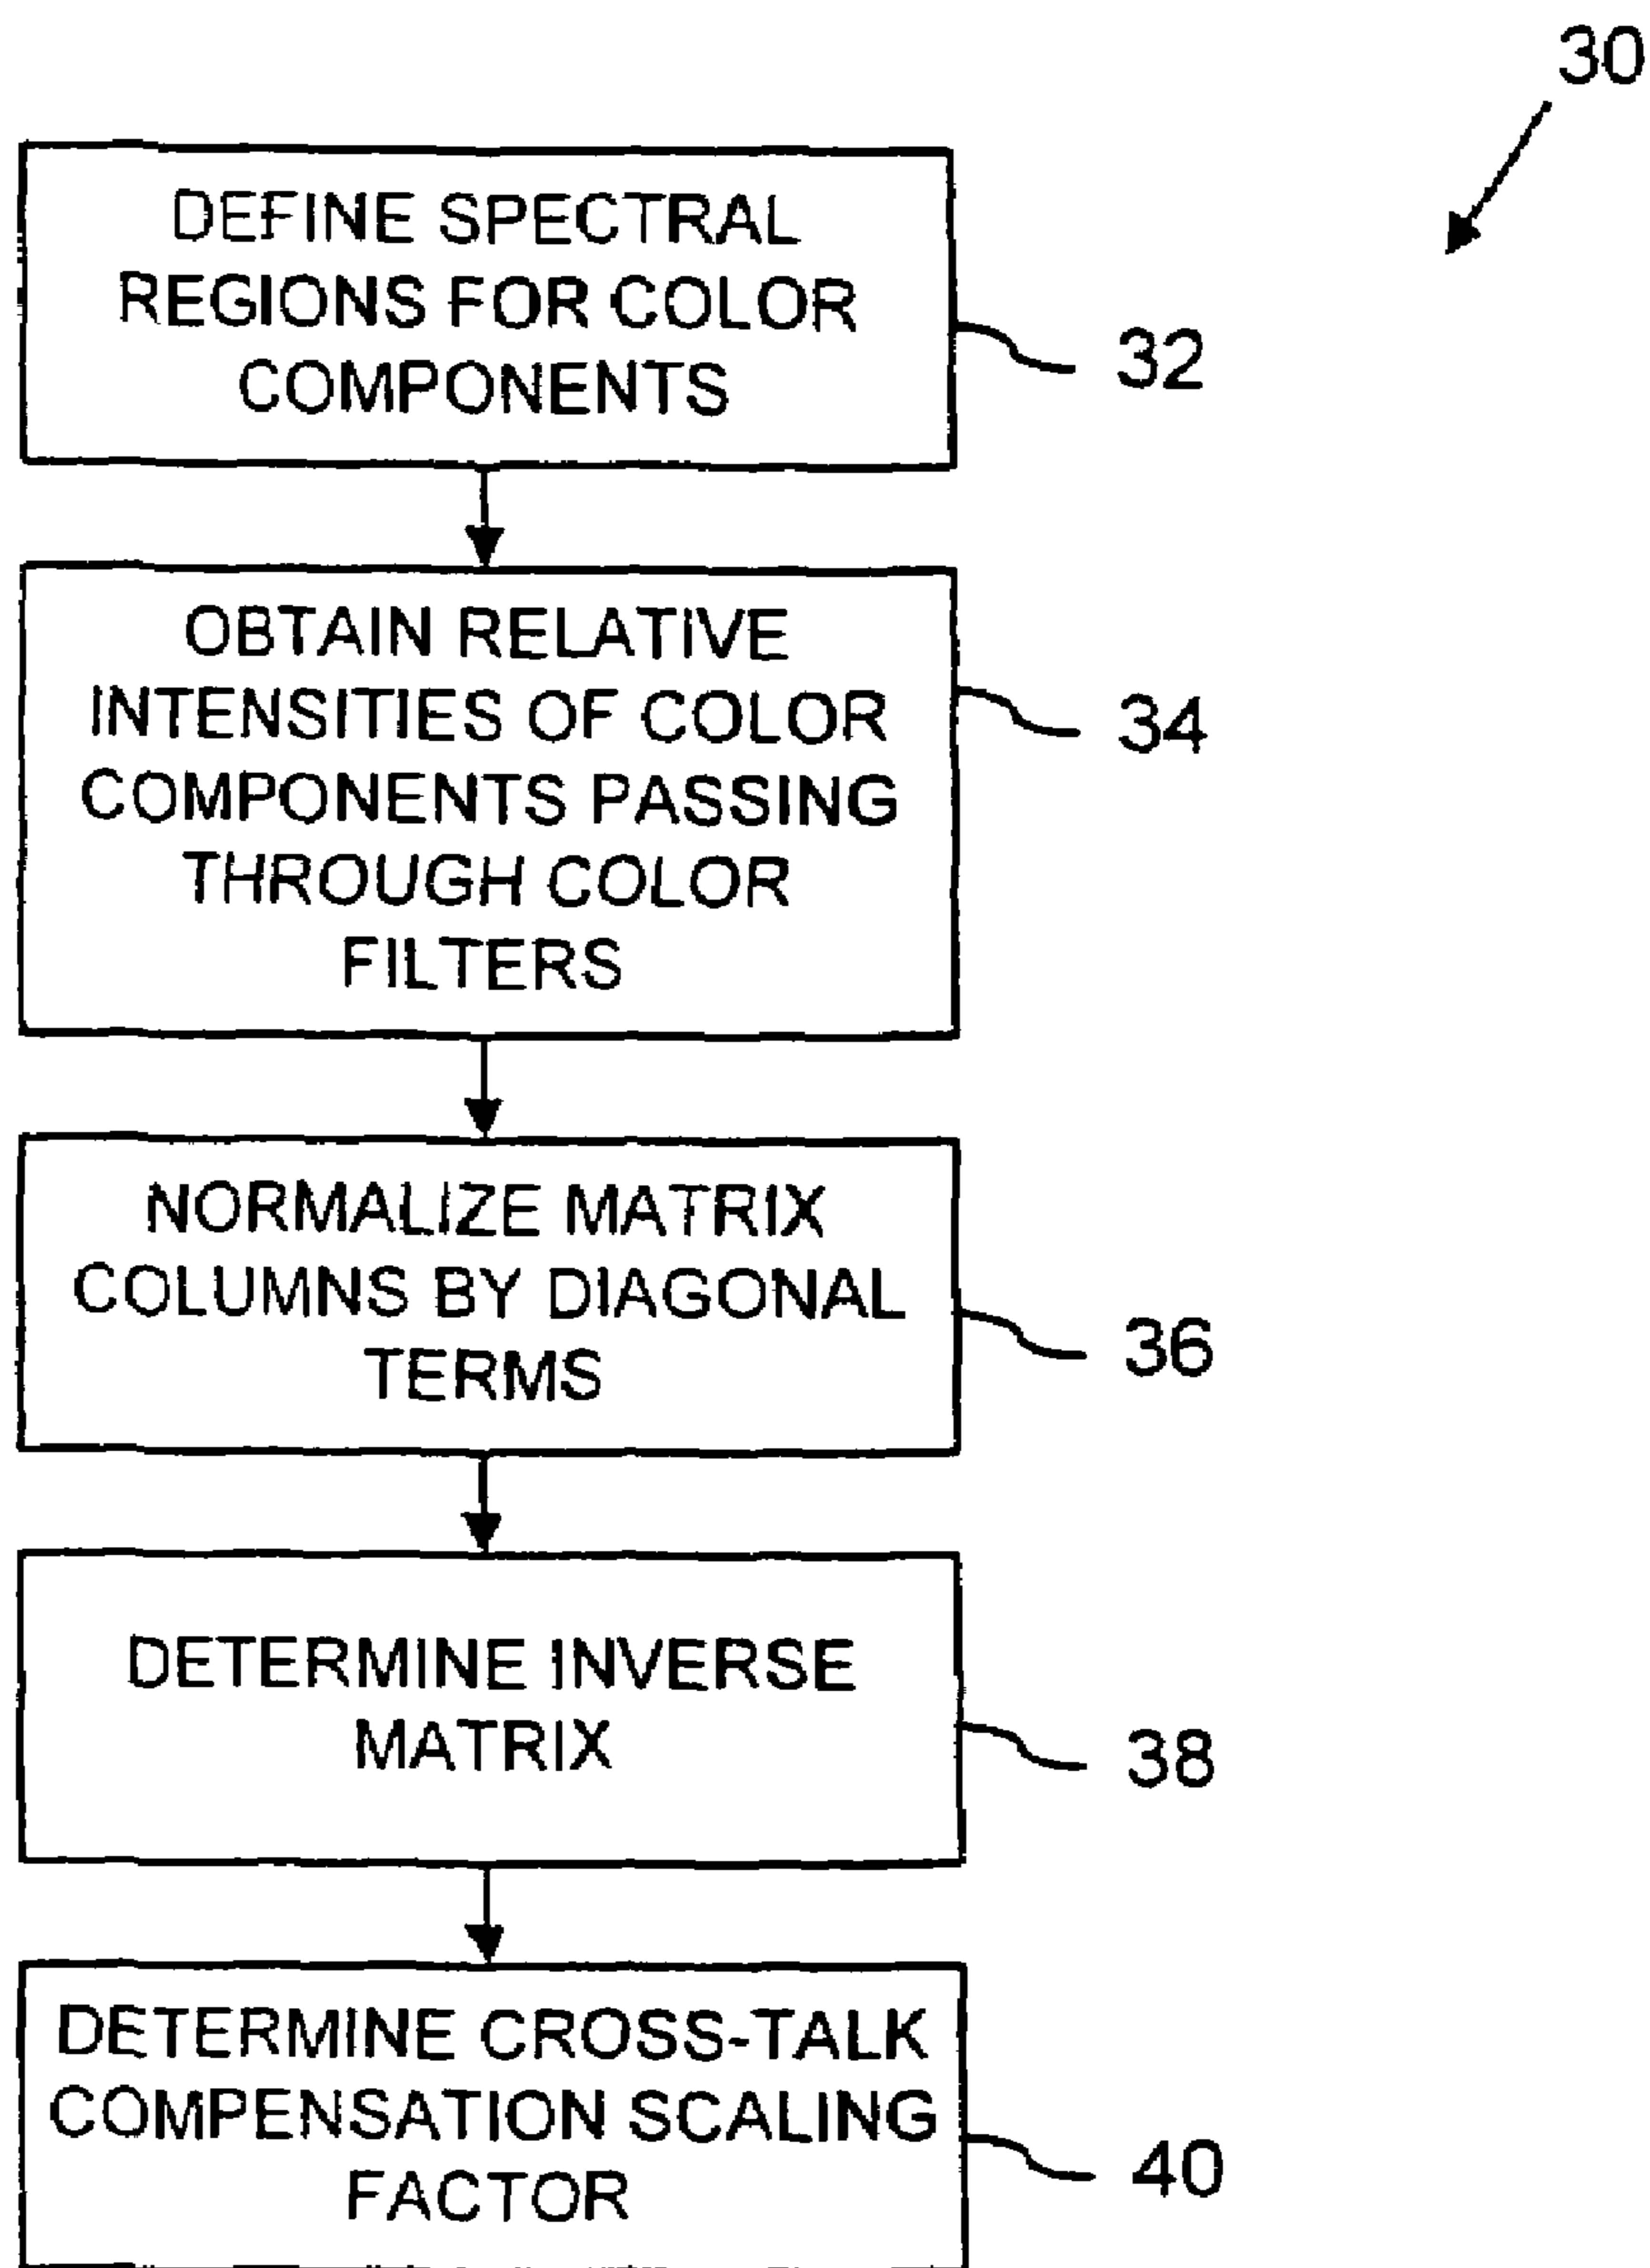 30
DEFINE SPECTRAL
REGIONS FOR COLOR
COMPONENTS
32
OBTAIN RELATIVE
INTENSITIES OF COLOR
COMPONENTS PASSING
THROUGH COLOR
FILTERS
34
NORMALIZE MATRIX
COLUMNS BY DIAGONAL
TERMS
36
DETERMINE INVERSE
MATRIX
38
DETERMINE CROSS-TALK
COMPENSATION SCALING
FACTOR
40